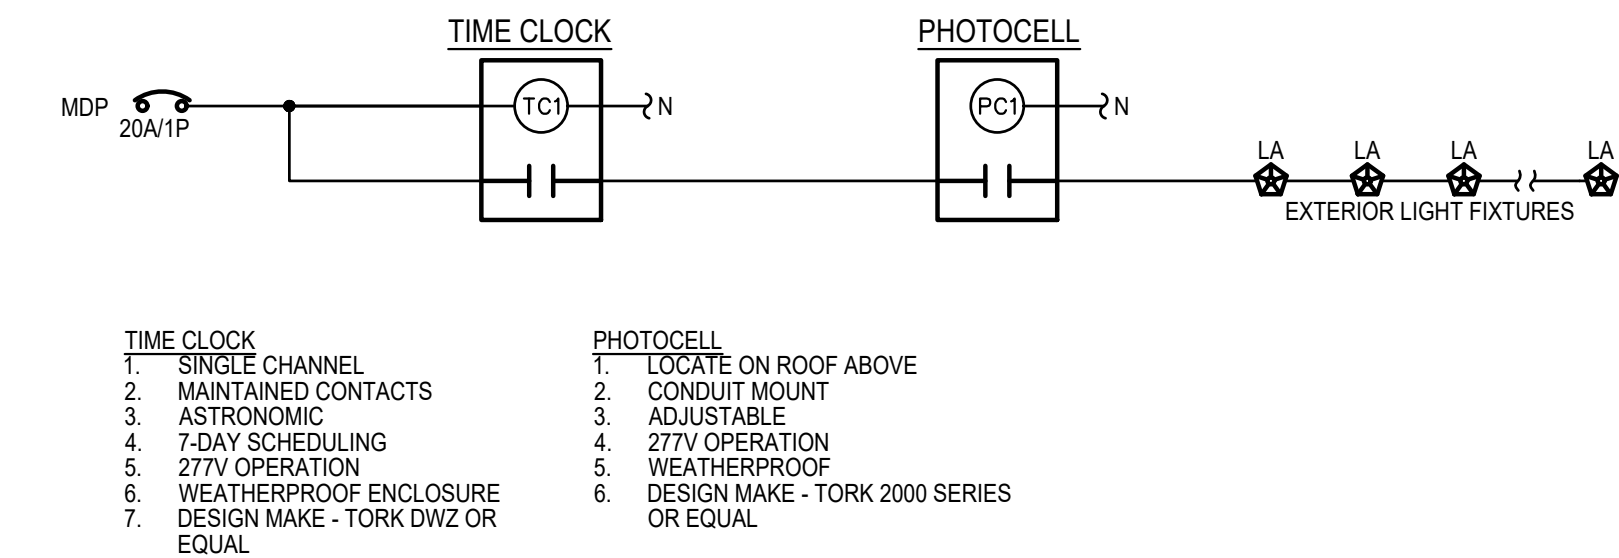 TIME CLOCK
PHOTOCELL
MDP
20A/1P
TC1
N
PC1
N
LA
LA
LA
LA
EXTERIOR LIGHT FIXTURES
TIME CLOCK
1. SINGLE CHANNEL
2. MAINTAINED CONTACTS
3. ASTRONOMIC
4. 7-DAY SCHEDULING
5. 277V OPERATION
6. WEATHERPROOF ENCLOSURE
7. DESIGN MAKE - TORK DWZ OR
EQUAL
PHOTOCELL
1. LOCATE ON ROOF ABOVE
2. CONDUIT MOUNT
3. ADJUSTABLE
4. 277V OPERATION
5. WEATHERPROOF
6. DESIGN MAKE - TORK 2000 SERIES
OR EQUAL